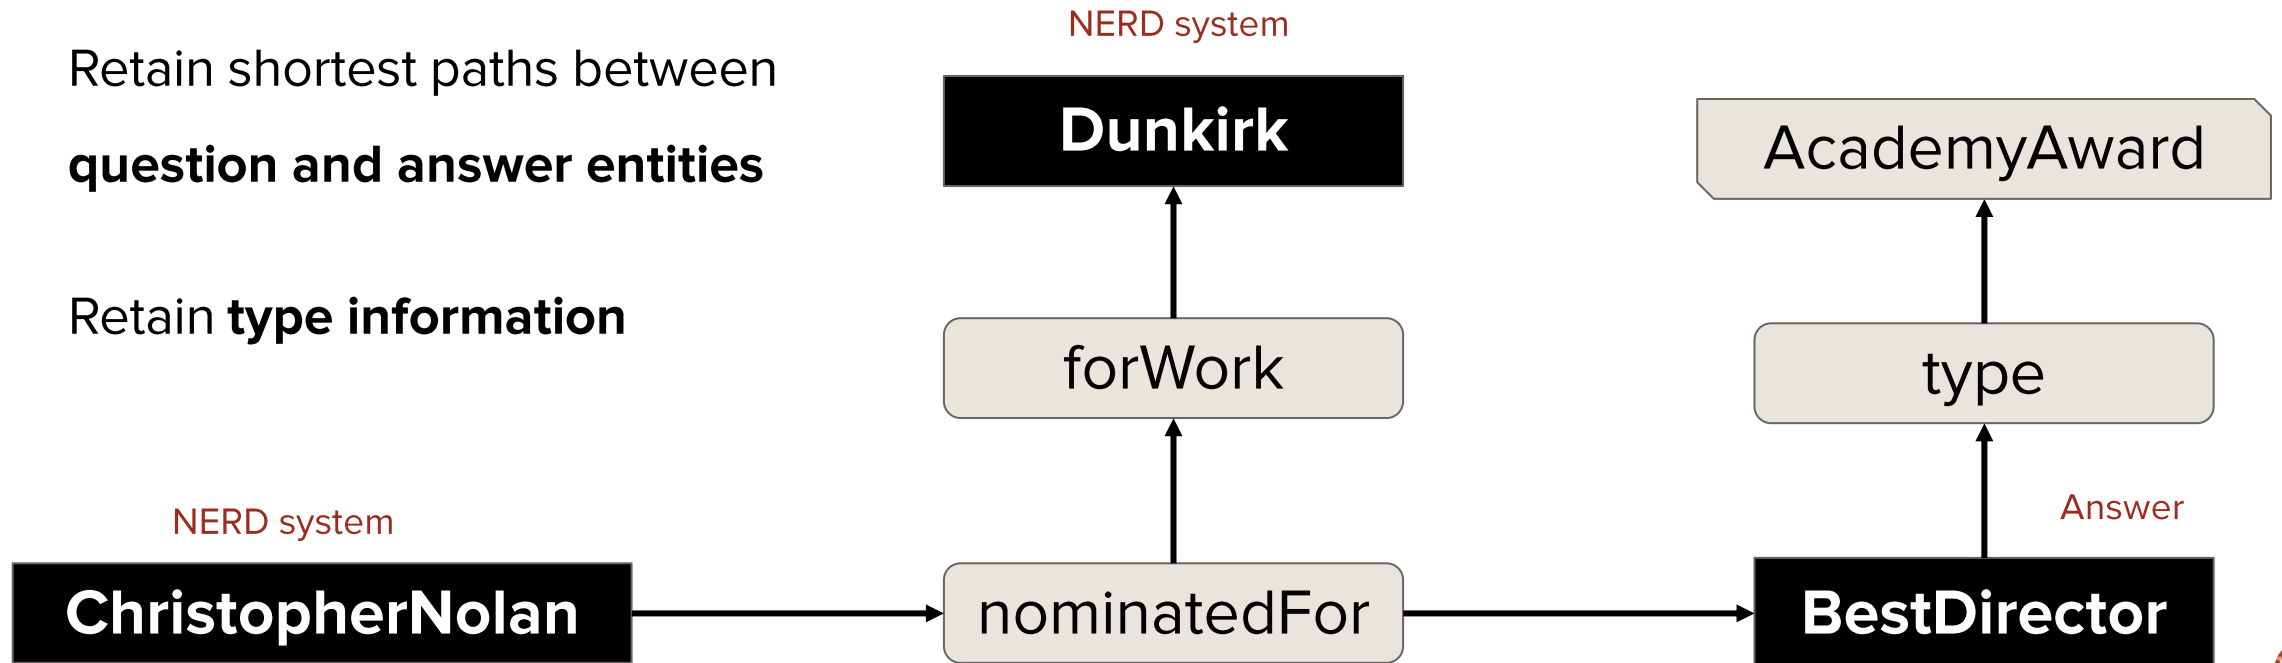 Retain shortest paths between
question and answer entities
Retain type information
NERD system
Dunkirk
AcademyAward
forWork
type
NERD system
Answer
ChristopherNolan
nominatedFor
BestDirector